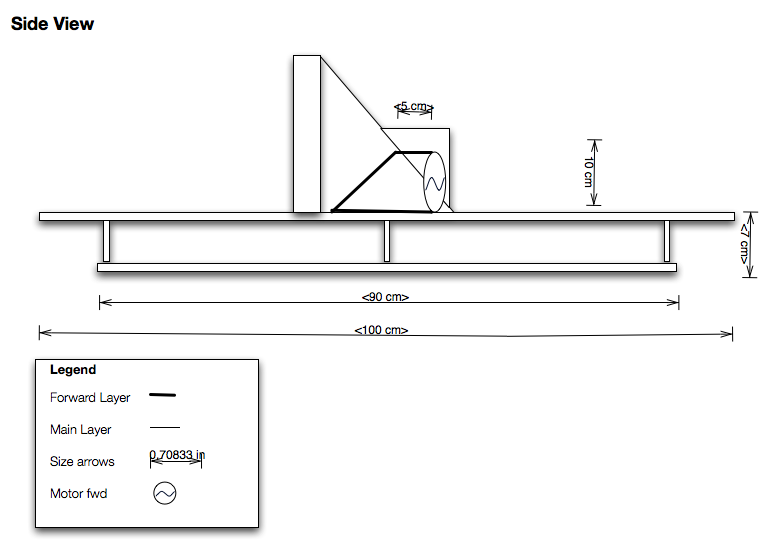 Side View
<5 cm>
10 cm
<7 cm>
<90 cm>
<100 cm>
Legend
Forward Layer
Main Layer
Size arrows 0.70833 in
Motor fwd